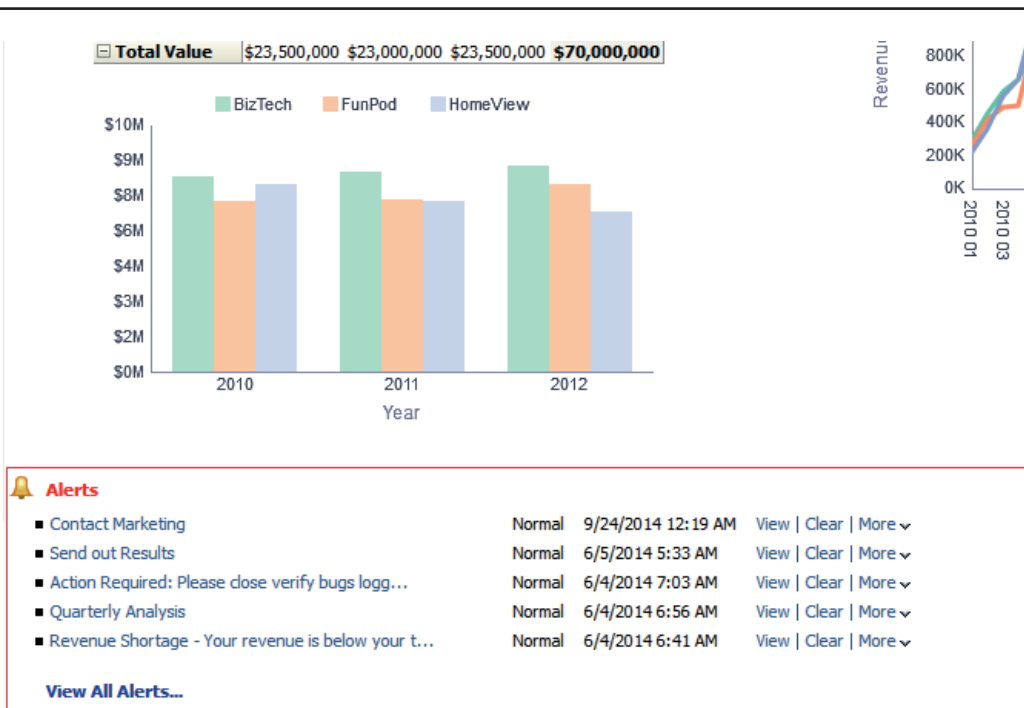 Total Value $23,500,000 $23,000,000 $23,500,000 $70,000,000
BizTech FunPod HomeView
$10M
$9M
$8M
$6M
$4M
$3M
$2M
$0M
2010 2011 2012
Year
800K
600K
400K
200K
0K
2010 01
2010 03
Alerts
Contact Marketing Normal 9/24/2014 12:19 AM View | Clear | More
Send out Results Normal 6/5/2014 5:33 AM View | Clear | More
Action Required: Please close verify bugs logg... Normal 6/4/2014 7:03 AM View | Clear | More
Quarterly Analysis Normal 6/4/2014 6:56 AM View | Clear | More
Revenue Shortage - Your revenue is below your t... Normal 6/4/2014 6:41 AM View | Clear | More
View All Alerts...